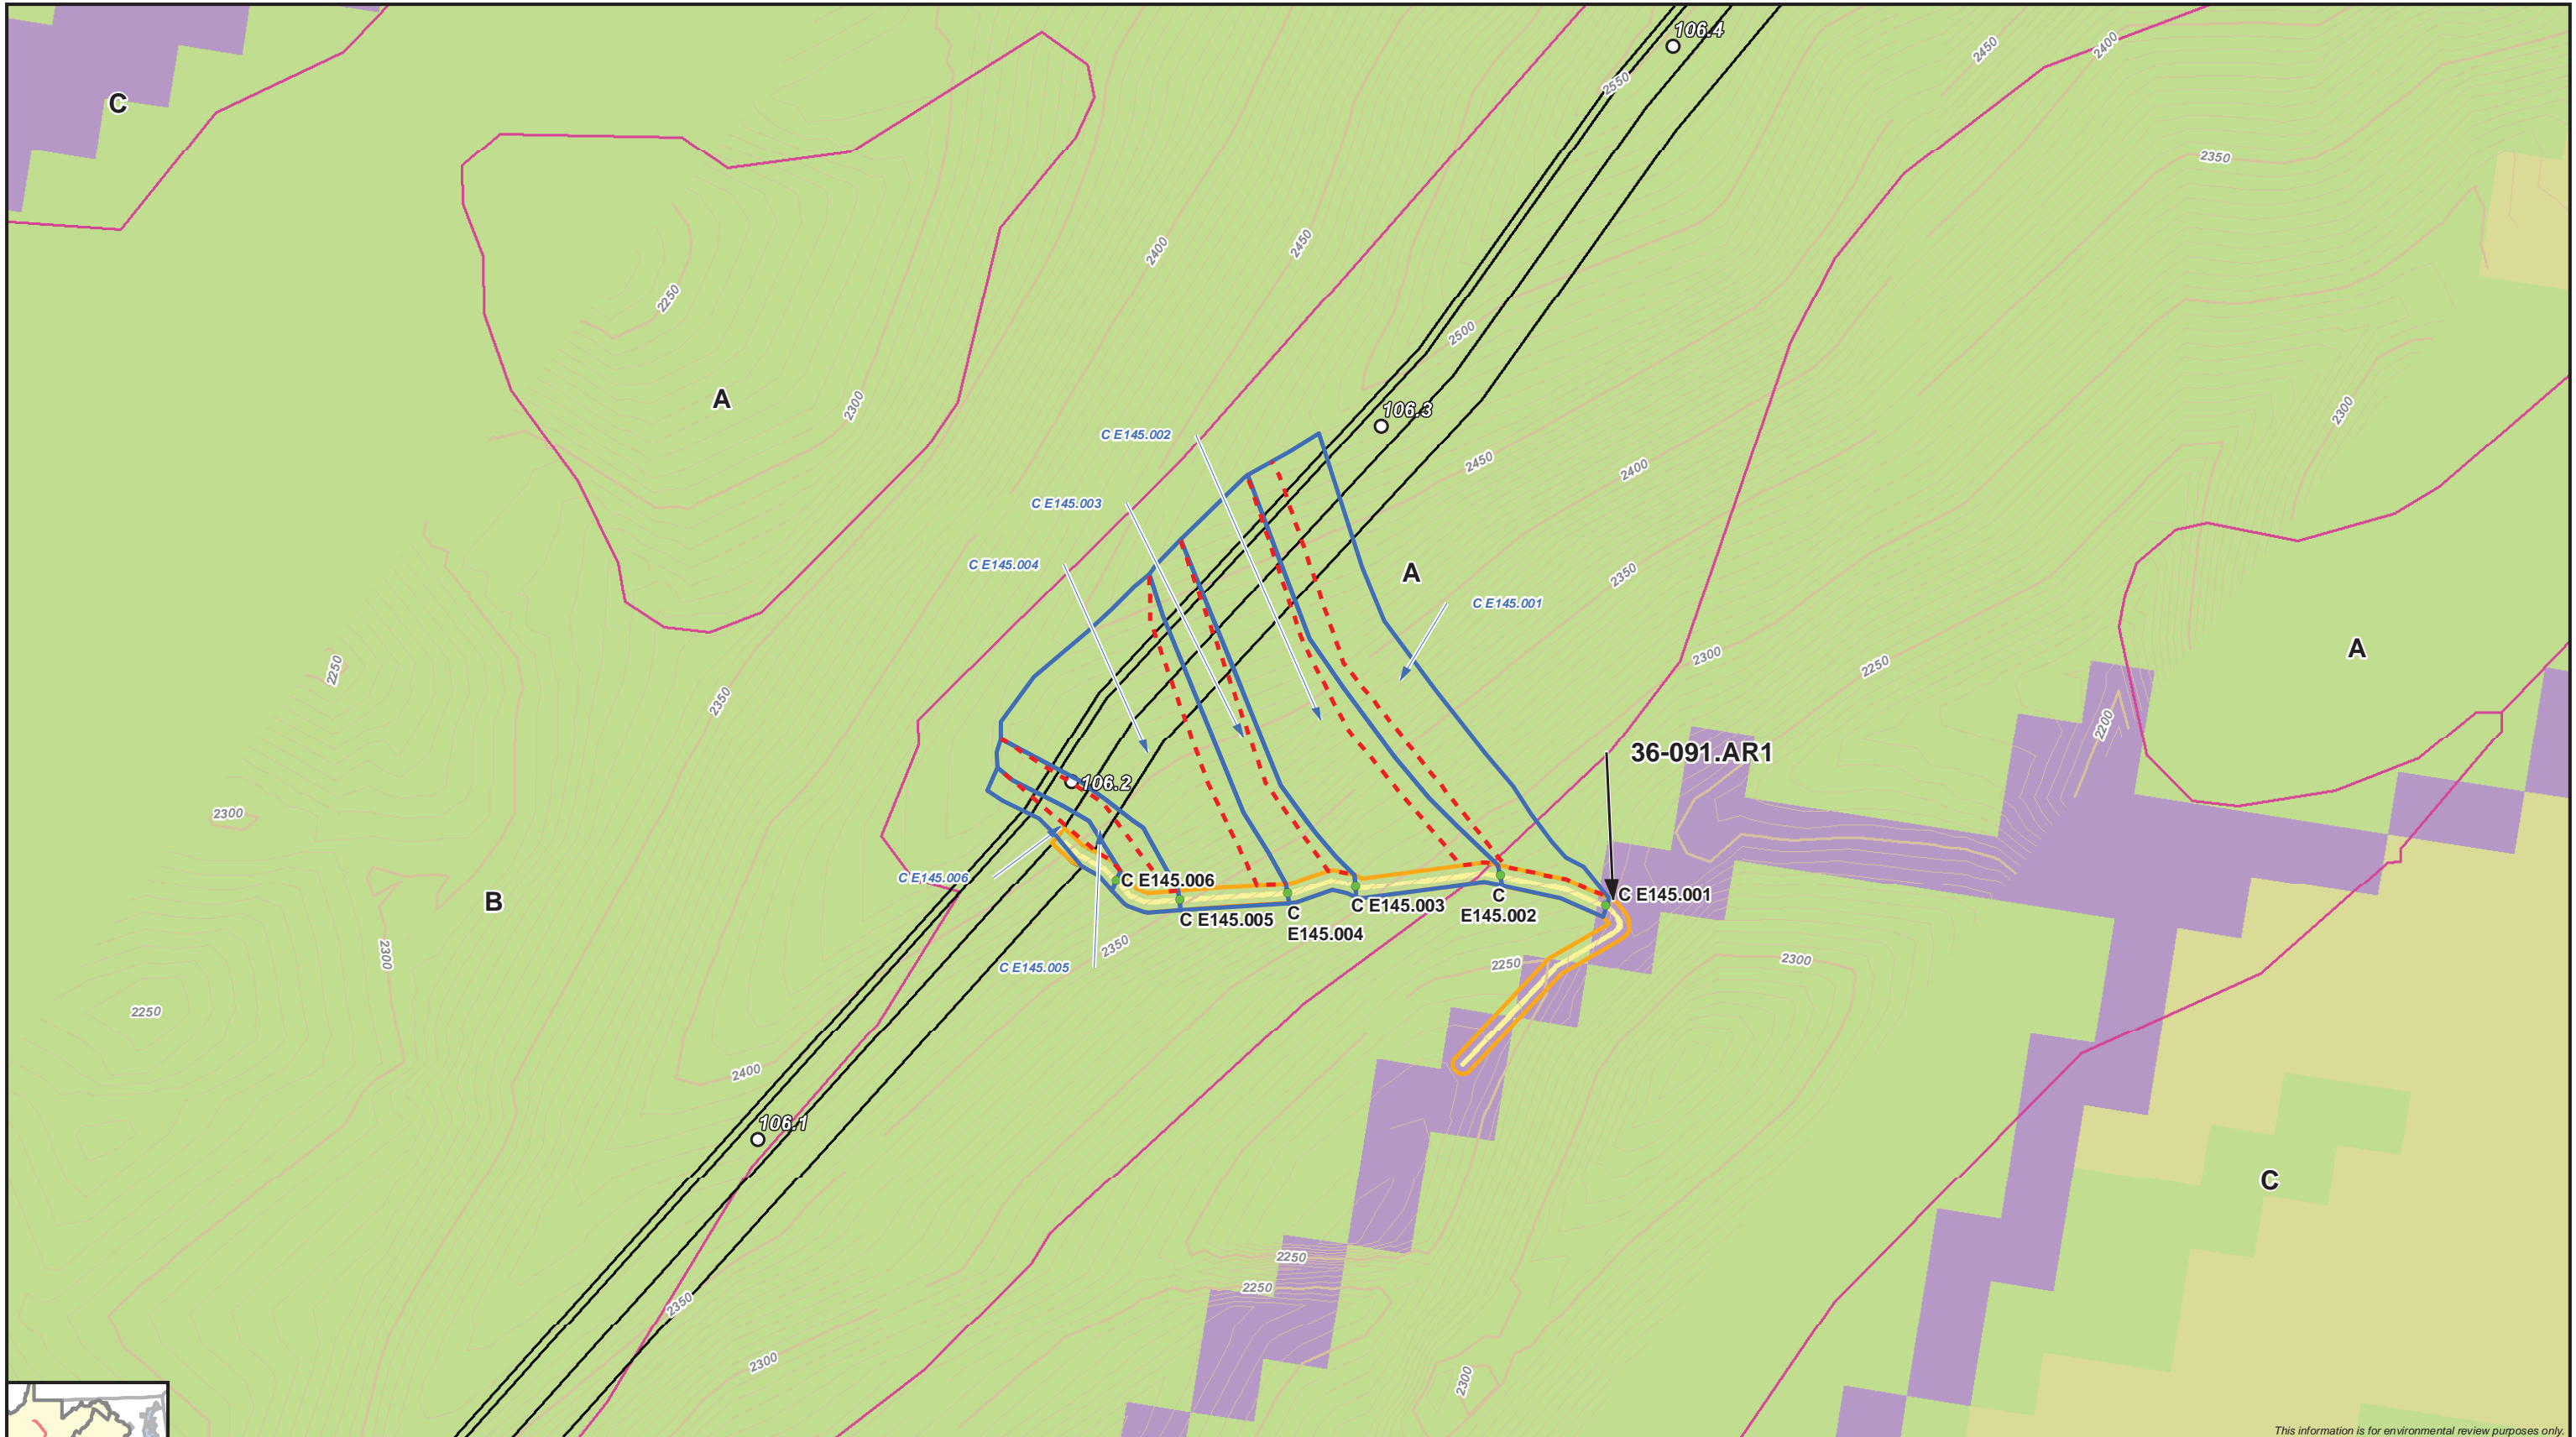 106.4
2550
2450
2400
C
2350
2400
2450
2250
2500
106.3
2300
A
2300
C E145.002
2450
2400
C E145.003
C E145.004
A
2350
C E145.001
2250
2300
2250
A
2350
36-091.AR1
2200
106.2
2300
C E145.006
C E145.006
C E145.001
B
C E145.005
C
E145.004
C E145.003
C
E145.002
2300
2350
C E145.005
2250
2300
2250
2400
106.1
C
2250
2250
2350
2300
2300
This information is for environmental review purposes only.